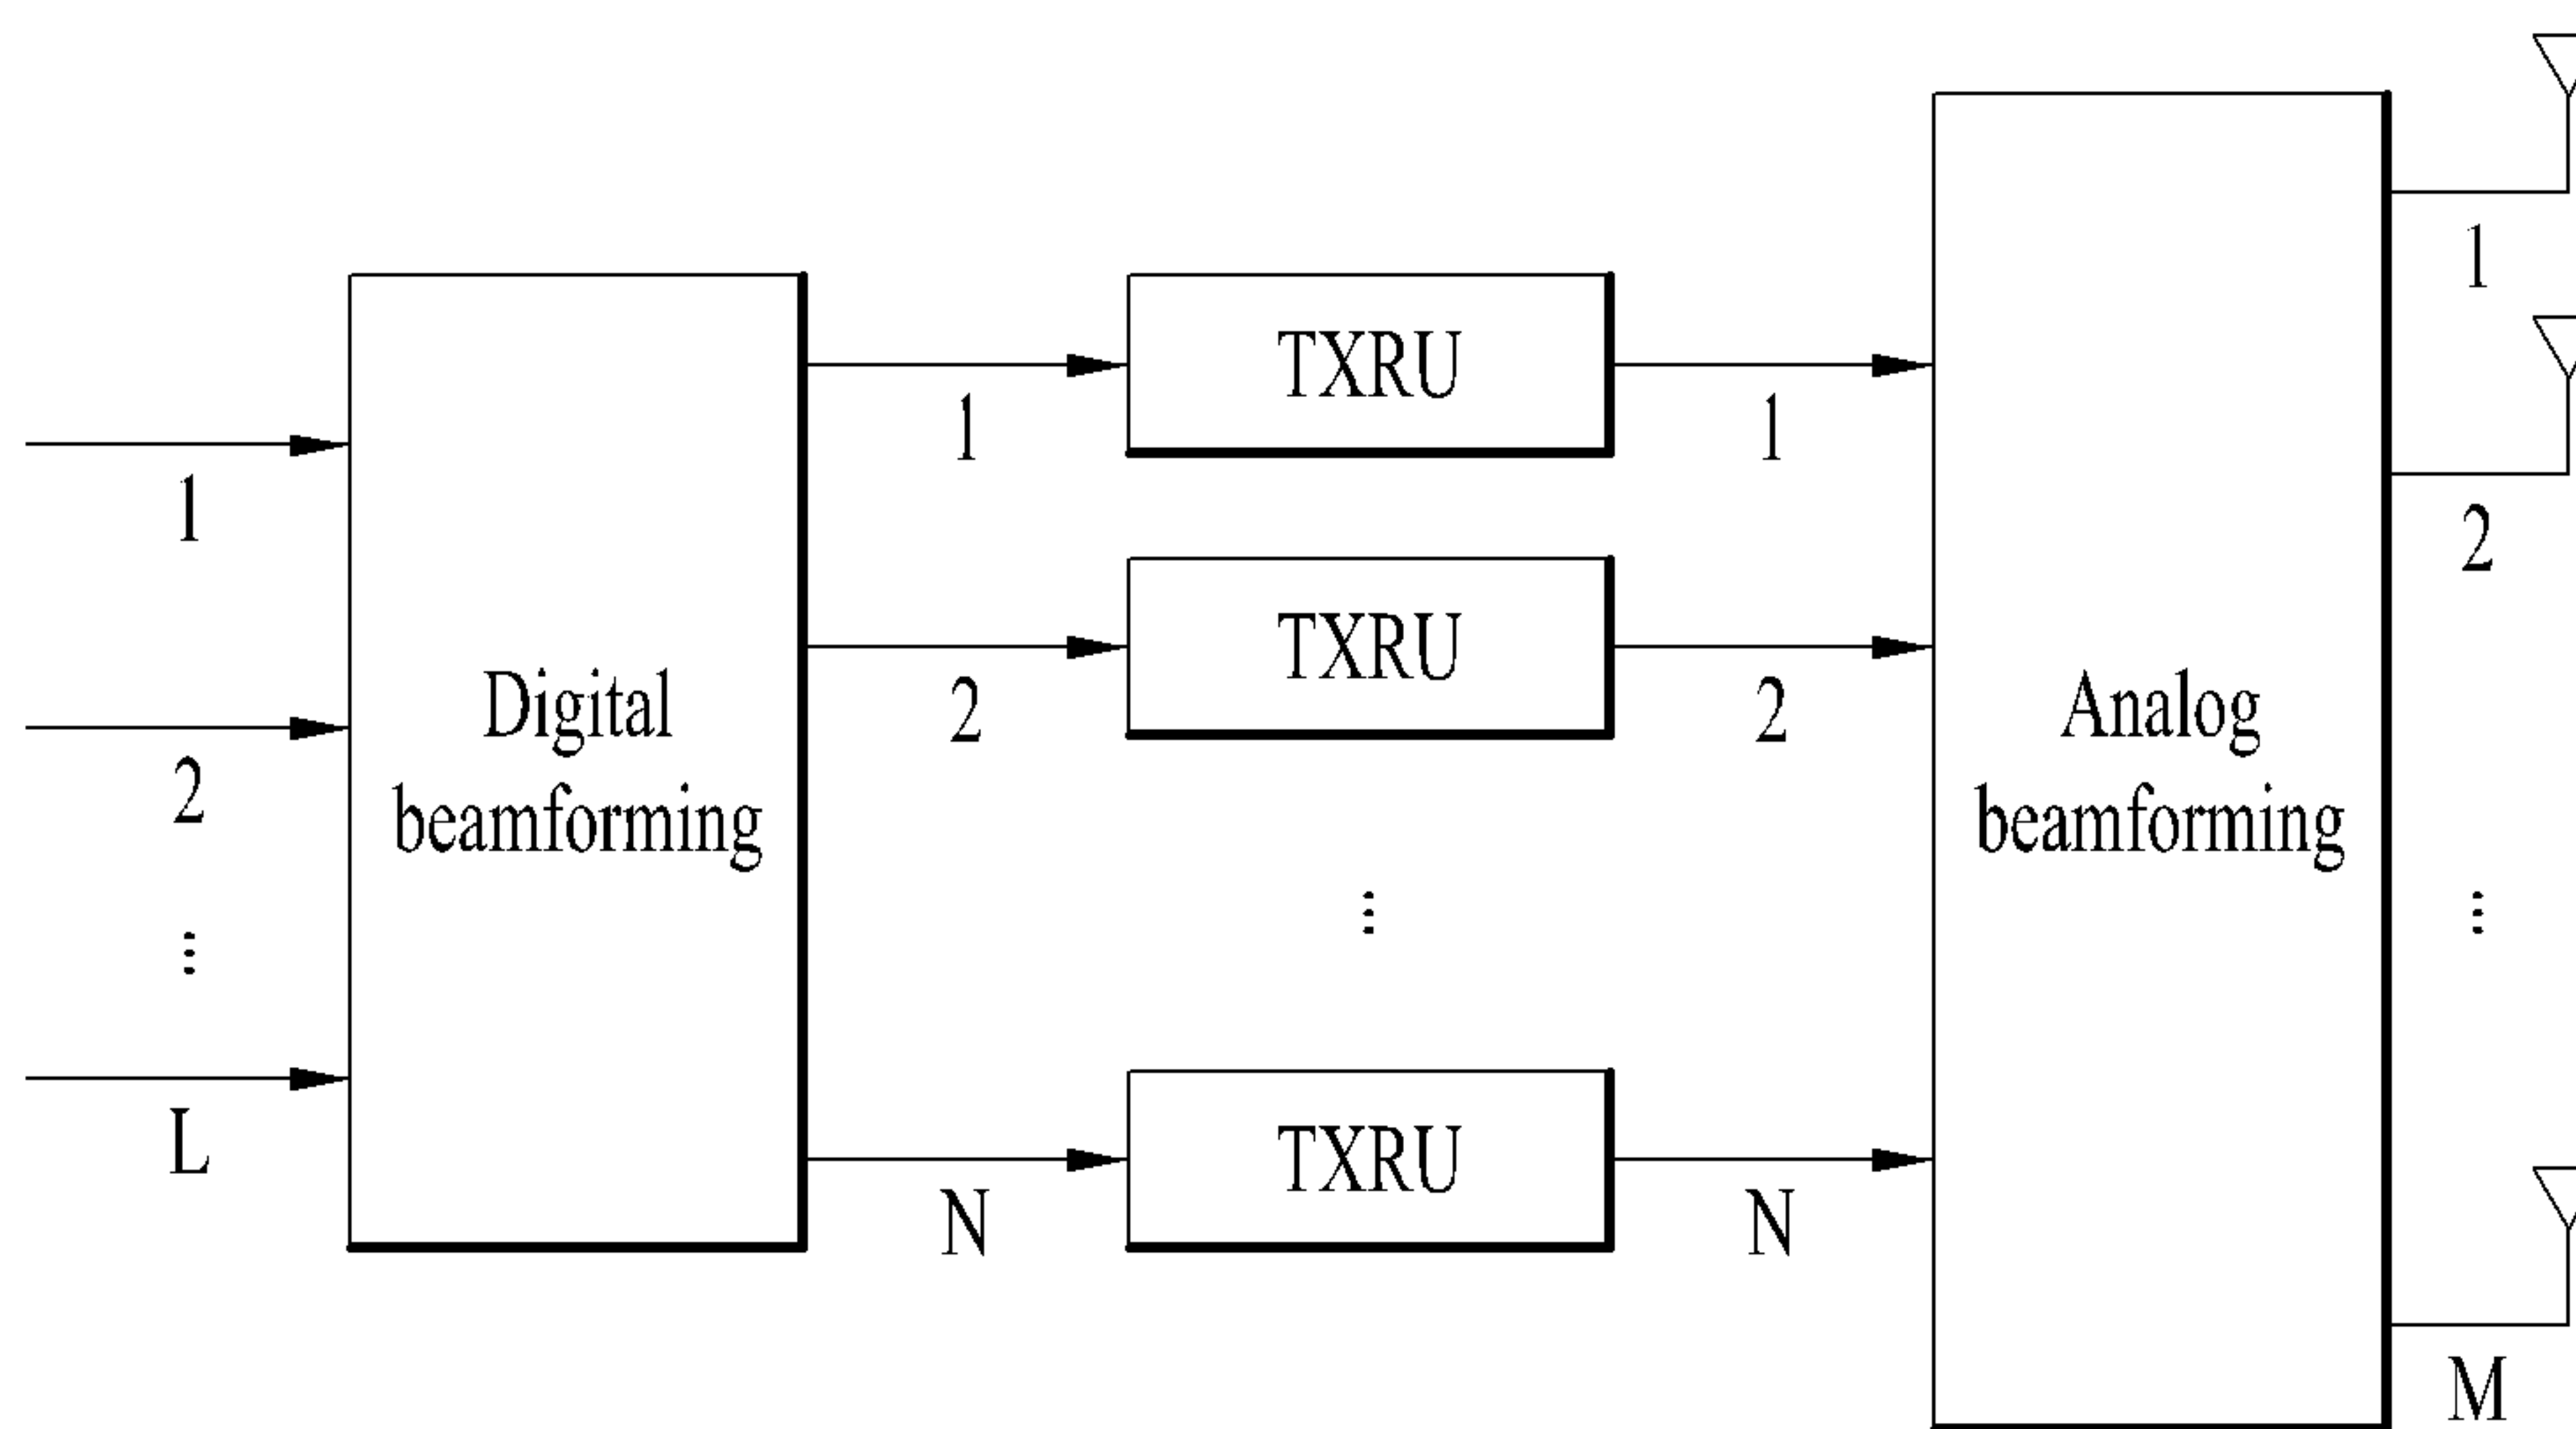 1
2
⋮
L
Digital
beamforming
1
2
N
TXRU
TXRU
⋮
TXRU
1
2
N
Analog
beamforming
1
2
⋮
M